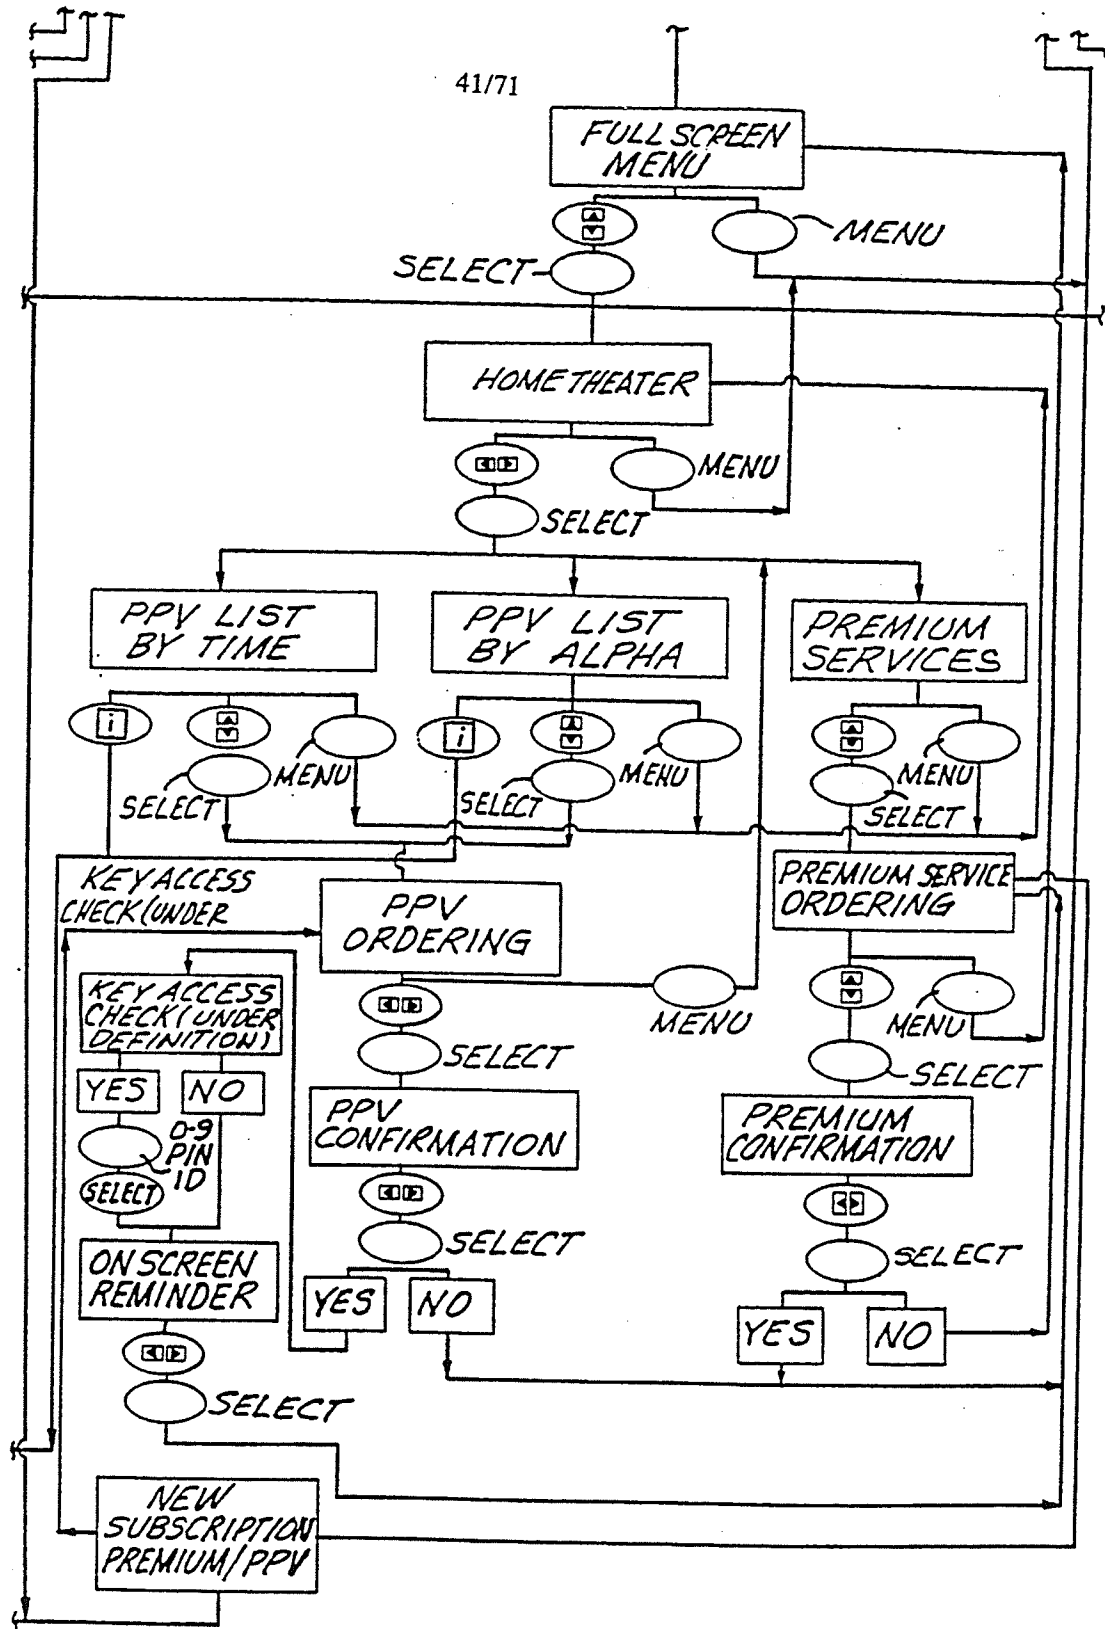 41/71
FULL SCREEN
MENU
MENU
SELECT
HOME THEATER
MENU
SELECT
PPV LIST
BY TIME
PPV LIST
BY ALPHA
PREMIUM
SERVICES
i
SELECT
MENU
i
SELECT
MENU
MENU
SELECT
KEY ACCESS
CHECK (UNDER
PPV
ORDERING
PREMIUM SERVICE
ORDERING
KEY ACCESS
CHECK (UNDER
DEFINITION)
MENU
MENU
SELECT
SELECT
YES
NO
0-9
PIN
ID
SELECT
PPV
CONFIRMATION
PREMIUM
CONFIRMATION
SELECT
SELECT
ON SCREEN
REMINDER
YES
NO
YES
NO
SELECT
NEW
SUBSCRIPTION
PREMIUM/PPV